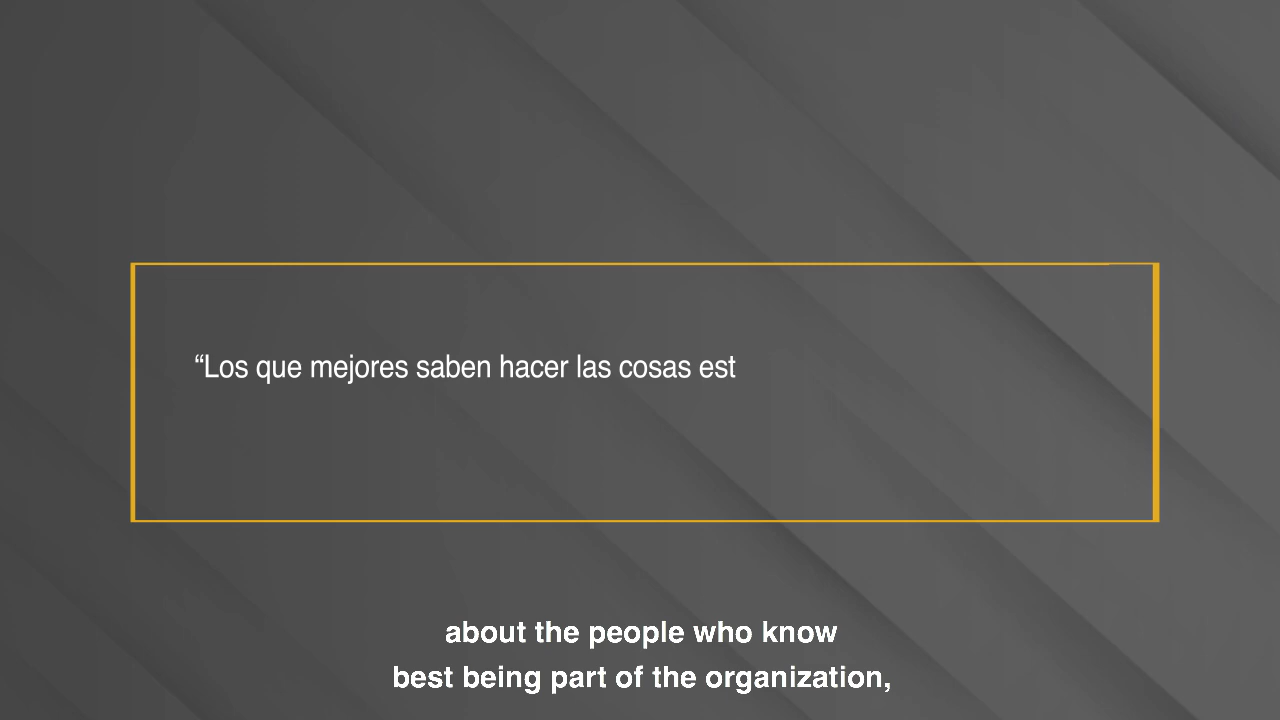 “Los que mejores saben hacer las cosas est
about the people who know
best being part of the organization,